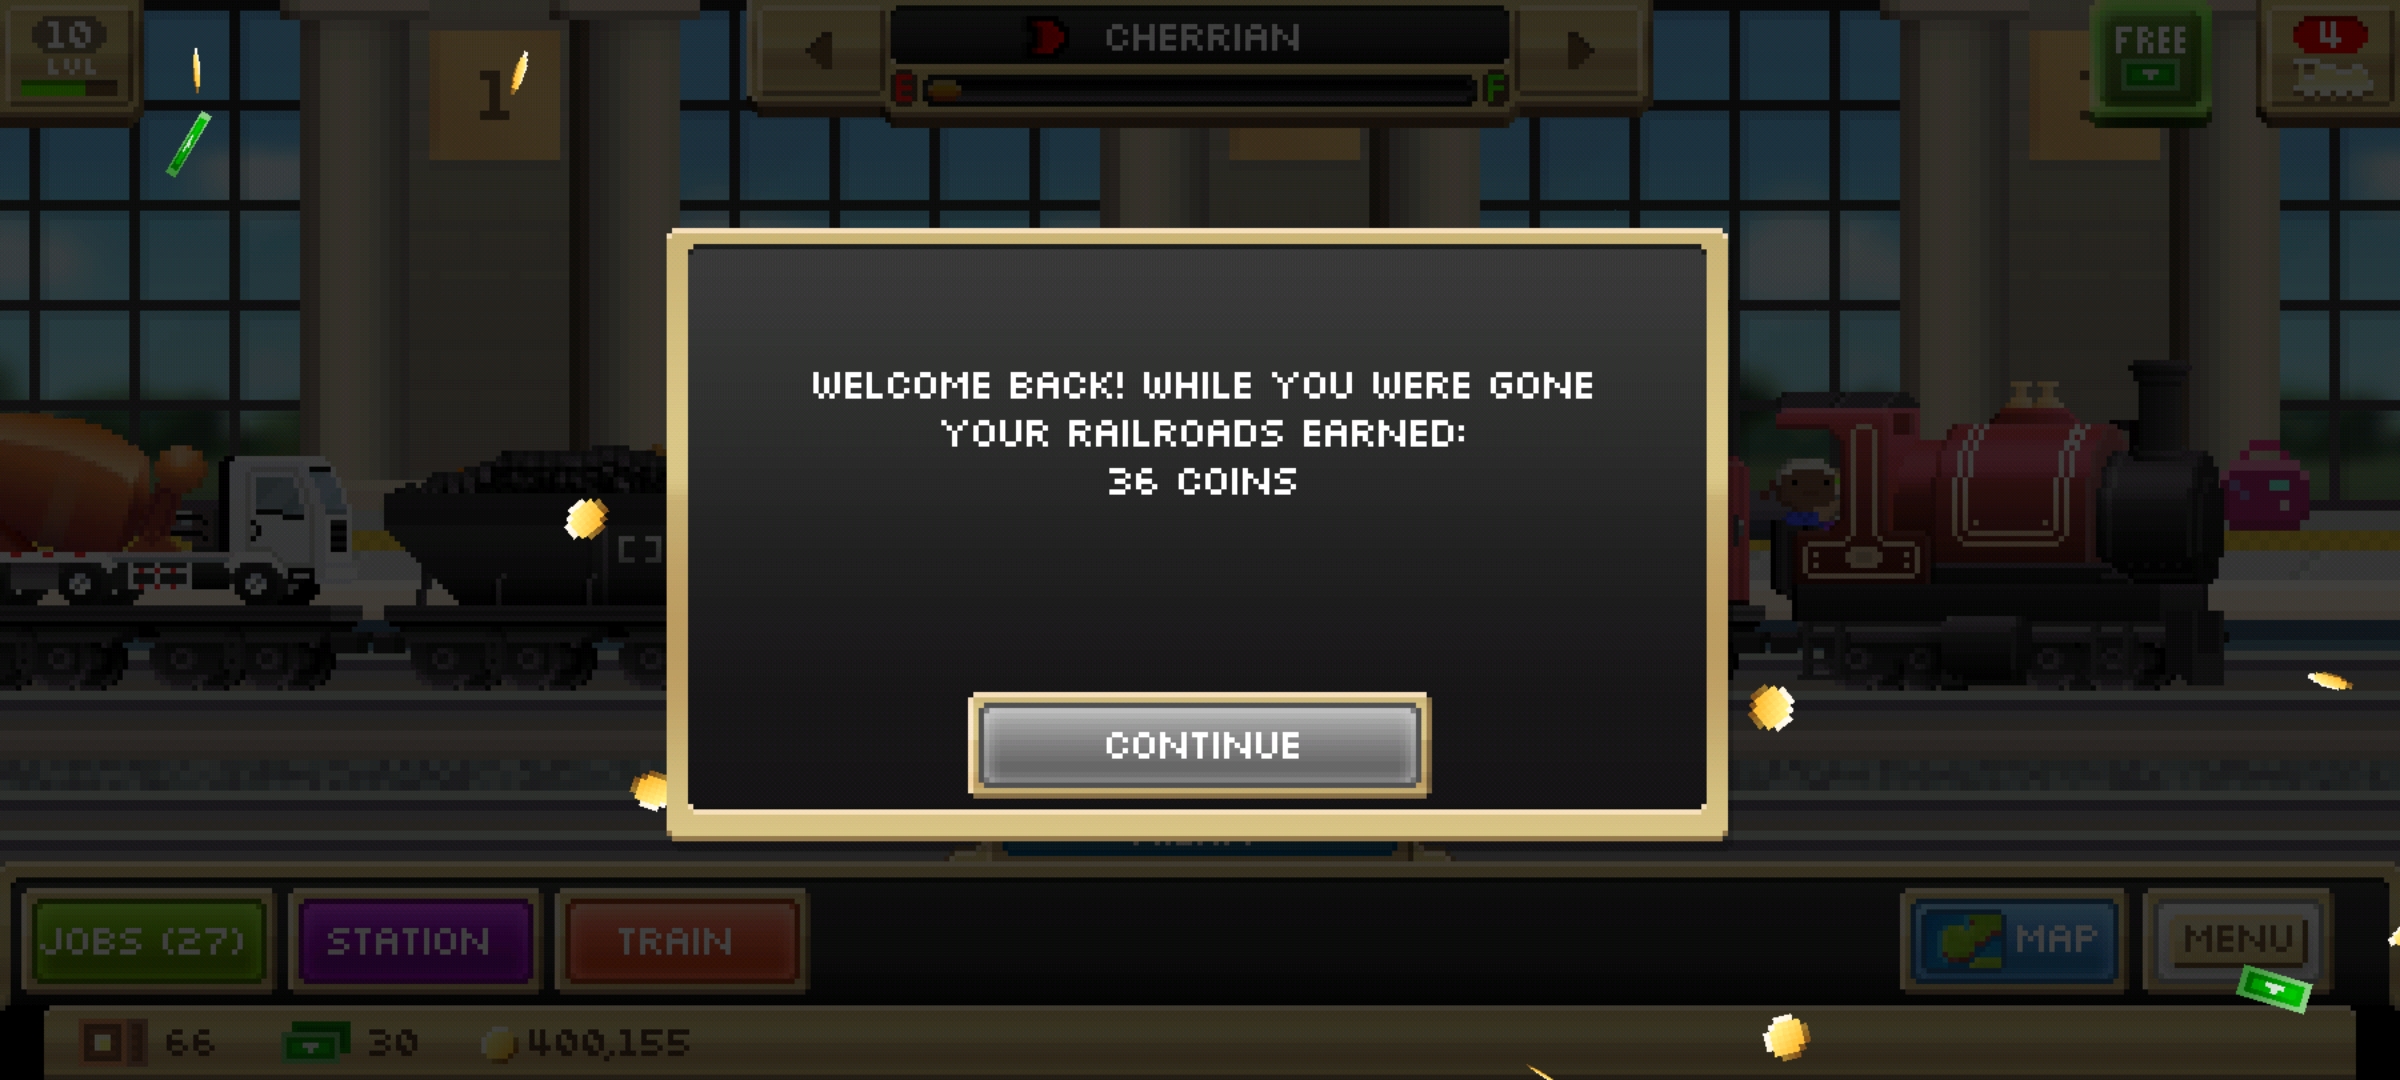 10
LVL
1
CHERRIAN
E
F
FREE
4
WELCOME BACK! WHILE YOU WERE GONE
YOUR RAILROADS EARNED:
36 COINS
CONTINUE
JOBS (27)
STATION
TRAIN
MAP
MENU
66
30
400,155